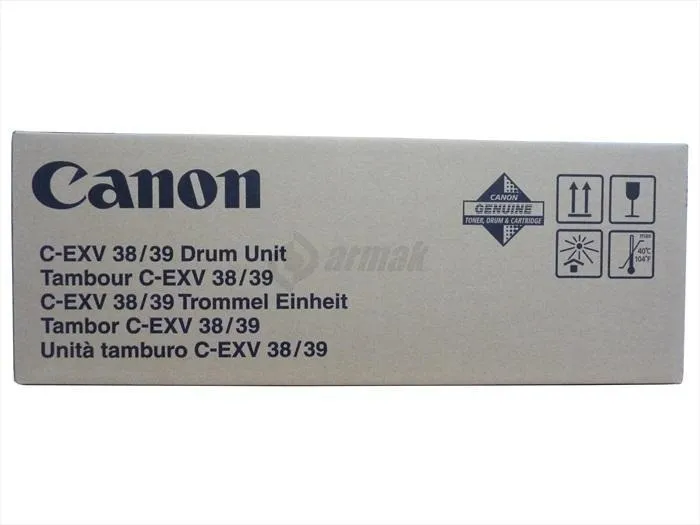 Canon
CANON
GENUINE
TONER, DRUM & CARTRIDGE
max
40°C
104°F
C-EXV 38/39 Drum Unit
Tambour C-EXV 38/39
C-EXV 38/39 Trommel Einheit
Tambor C-EXV 38/39
Unità tamburo C-EXV 38/39
armak